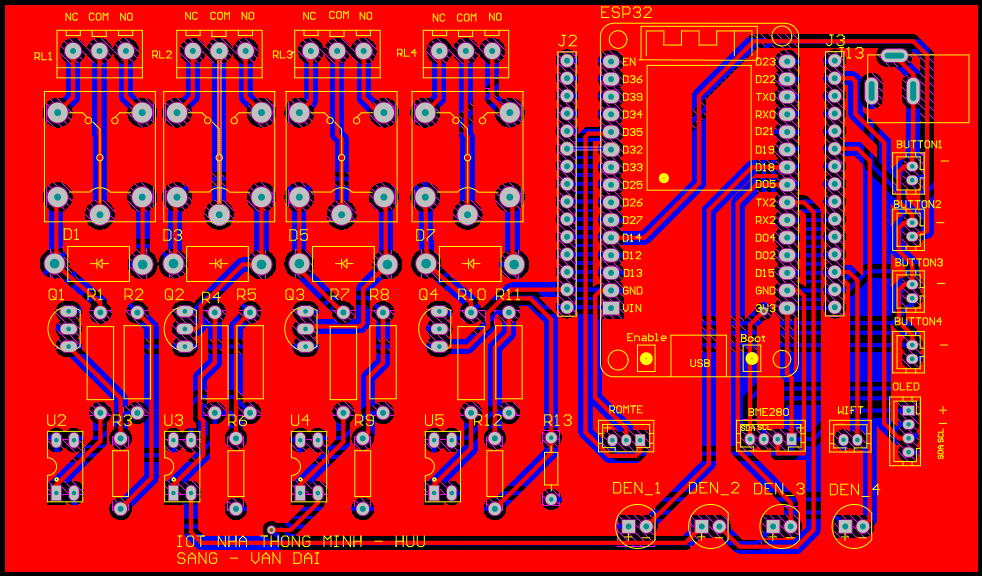 NC COM NO NC COM NO NC COM NO NC COM NO ESP32
RL1 RL2 RL3 RL4 J2 J3
J13
EN D23
D36 D22
D39 TX0
D34 RX0
D35 D21
D32 D19
D33 D18
D25 D05
D26 TX2
D27 RX2
D14 D04
D12 D02
D13 D15
GND GND
VIN 3V3
BUTTON1
-
BUTTON2
-
BUTTON3
-
BUTTON4
-
D1 D3 D5 D7
Q1 R1 R2 Q2 R4 R5 Q3 R7 R8 Q4 R10 R11
Enable Boot
USB
OLED
+
-
SCL
SDA
U2 R3 U3 R6 U4 R9 U5 R12 R13
ROMTE BME280 WIFT
SDA SCL
DEN_1 DEN_2 DEN_3 DEN_4
+ - + - + - + -
IOT NHA THONG MINH - HUU
SANG - VAN DAI